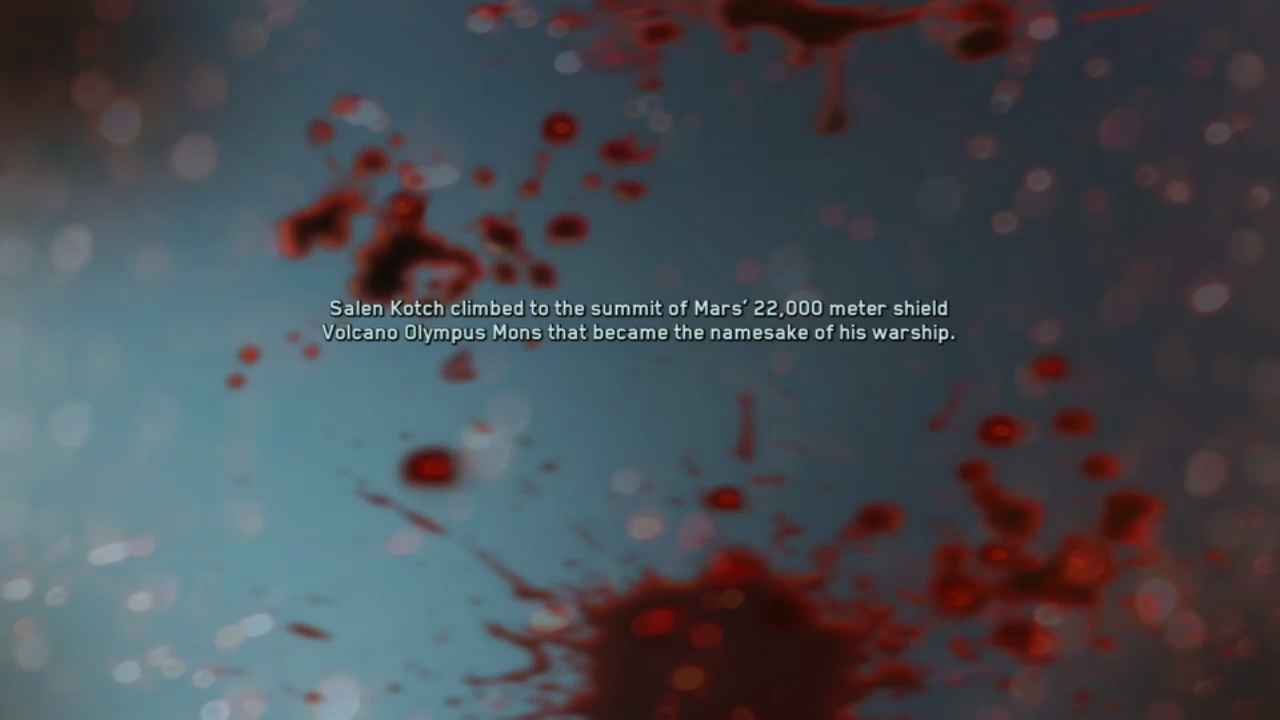 Salen Kotch climbed to the summit of Mars' 22,000 meter shield
Volcano Olympus Mons that became the namesake of his warship.